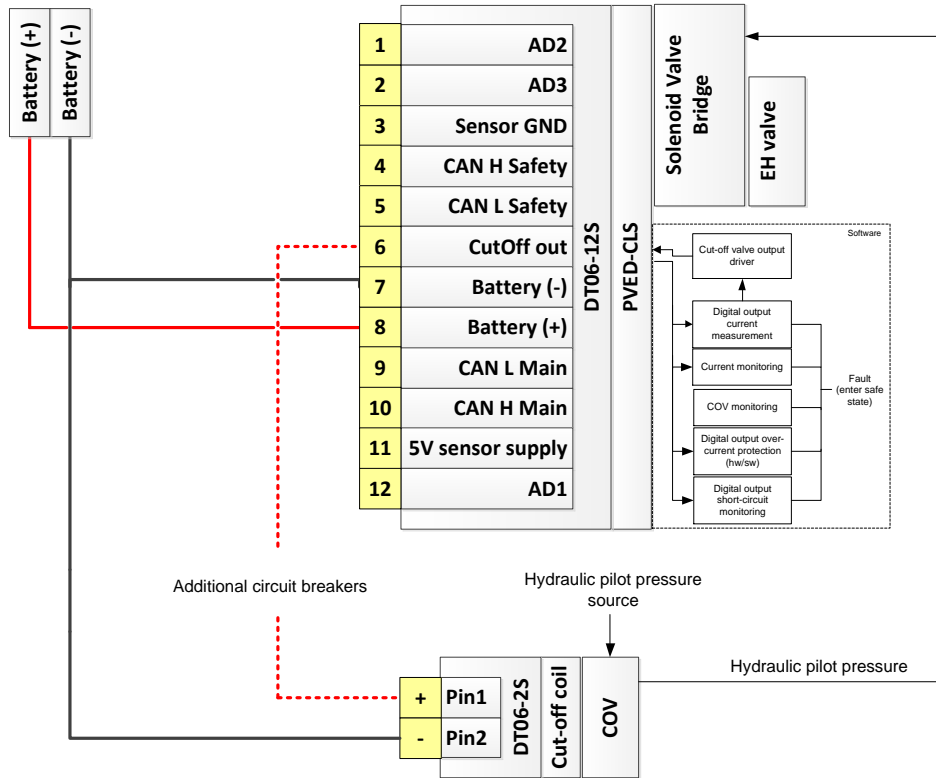 Battery (+)
Battery (-)
1
AD2
2
AD3
3
Sensor GND
4
CAN H Safety
5
CAN L Safety
6
CutOff out
7
Battery (-)
8
Battery (+)
9
CAN L Main
10
CAN H Main
11
5V sensor supply
12
AD1
DT06-12S
PVED-CLS
Solenoid Valve
Bridge
EH valve
Software
Cut-off valve output
driver
Digital output
current
measurement
Current monitoring
COV monitoring
Digital output over-
current protection
(hw/sw)
Digital output
short-circuit
monitoring
Fault
(enter safe
state)
Additional circuit breakers
Hydraulic pilot pressure
source
Hydraulic pilot pressure
+
Pin1
-
Pin2
DT06-2S
Cut-off coil
COV